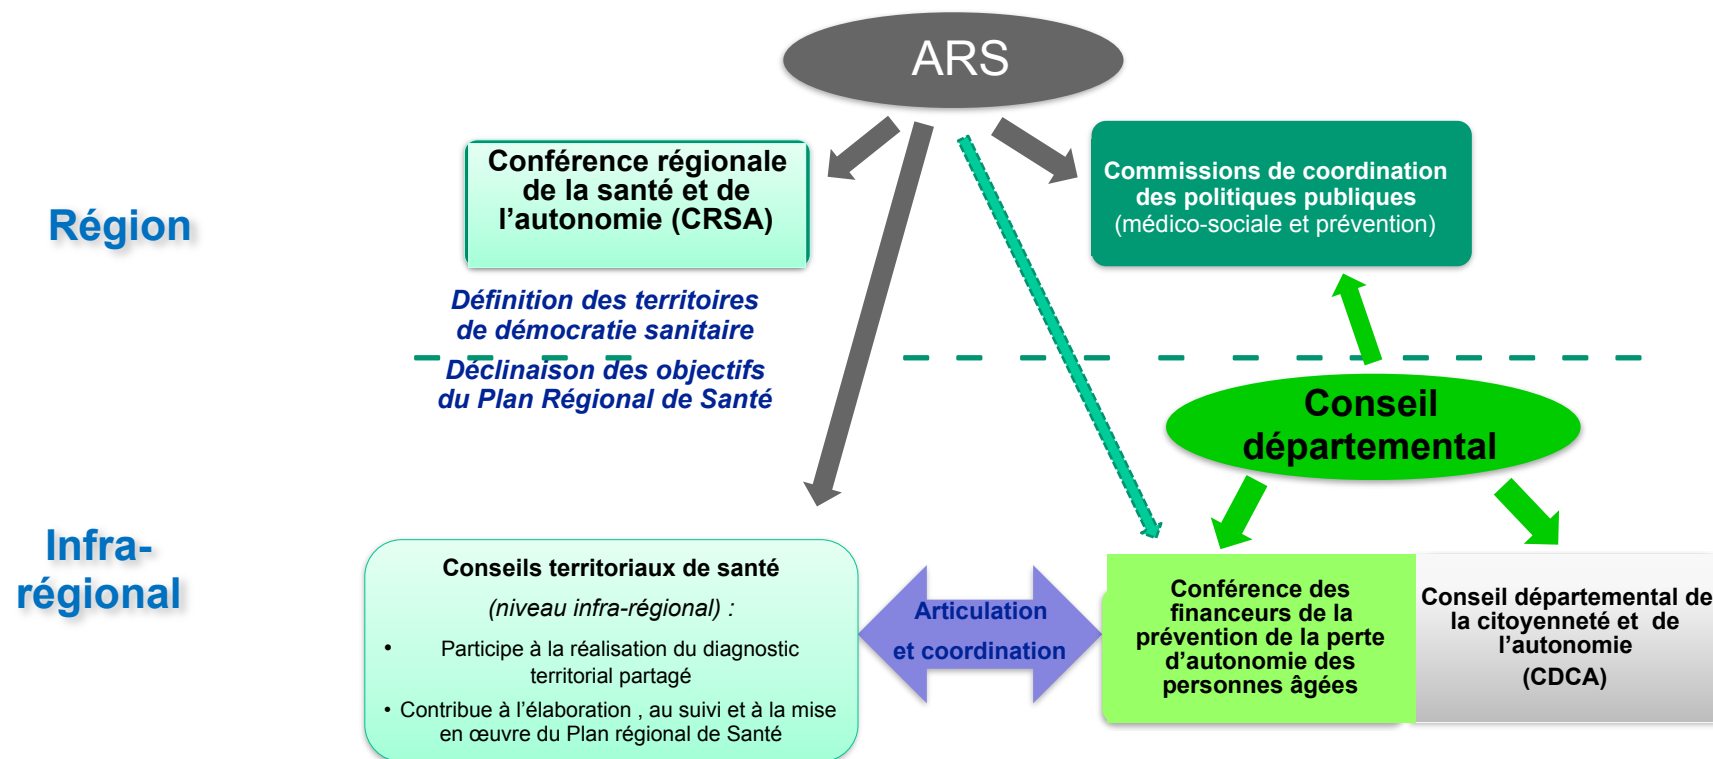 ARS
Conférence régionale
de la santé et de
l’autonomie (CRSA)
Commissions de coordination
des politiques publiques
(médico-sociale et prévention)
Région
Définition des territoires
de démocratie sanitaire
Déclinaison des objectifs
du Plan Régional de Santé
Conseil
départemental
Infra-
régional
Conseils territoriaux de santé
(niveau infra-régional) :
• Participe à la réalisation du diagnostic
territorial partagé
• Contribue à l’élaboration , au suivi et à la mise
en œuvre du Plan régional de Santé
Articulation
et coordination
Conférence des
financeurs de la
prévention de la perte
d’autonomie des
personnes âgées
Conseil départemental de
la citoyenneté et de
l’autonomie
(CDCA)